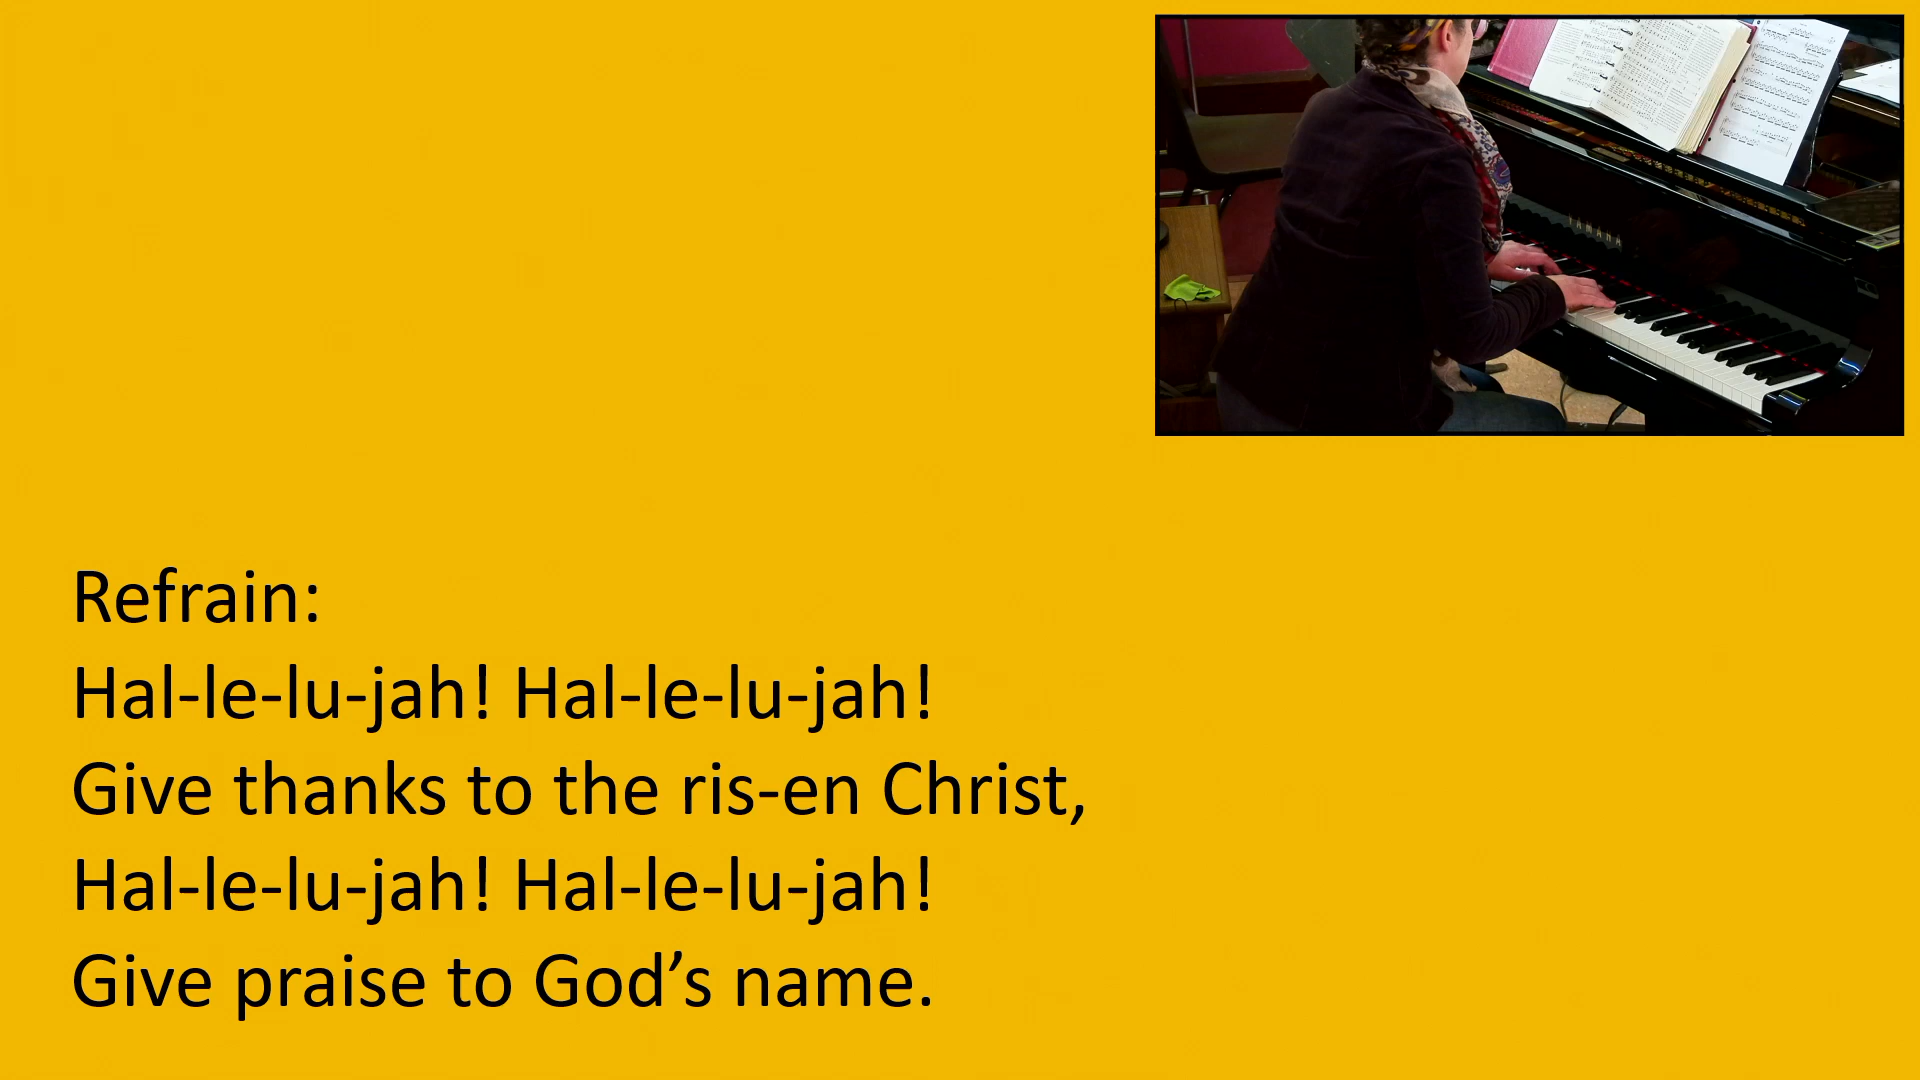 YAMAHA
Refrain:
Hal-le-lu-jah! Hal-le-lu-jah!
Give thanks to the ris-en Christ,
Hal-le-lu-jah! Hal-le-lu-jah!
Give praise to God’s name.